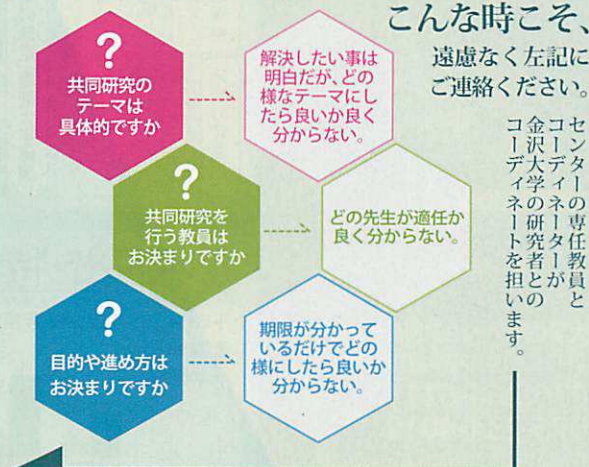 こんな時こそ、
遠慮なく左記に
ご連絡ください。
センターの専任教員と
コーディネーターが
金沢大学の研究者との
コーディネートを担います。
?
共同研究の
テーマは
具体的ですか
解決したい事は
明白だが、どの
様なテーマにし
たら良いか良く
分からない。
?
共同研究を
行う教員は
お決まりですか
どの先生が適任か
良く分からない。
?
目的や進め方は
お決まりですか
期限が分かって
いるだけでどの
様にしたら良いか
分からない。